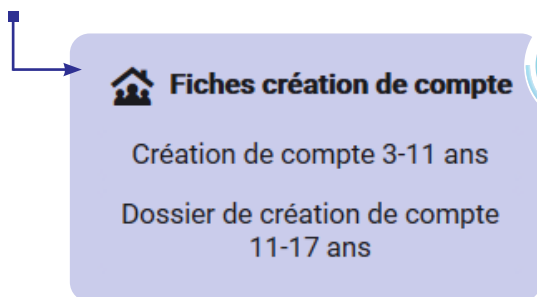 Fiches création de compte
Création de compte 3-11 ans
Dossier de création de compte
11-17 ans